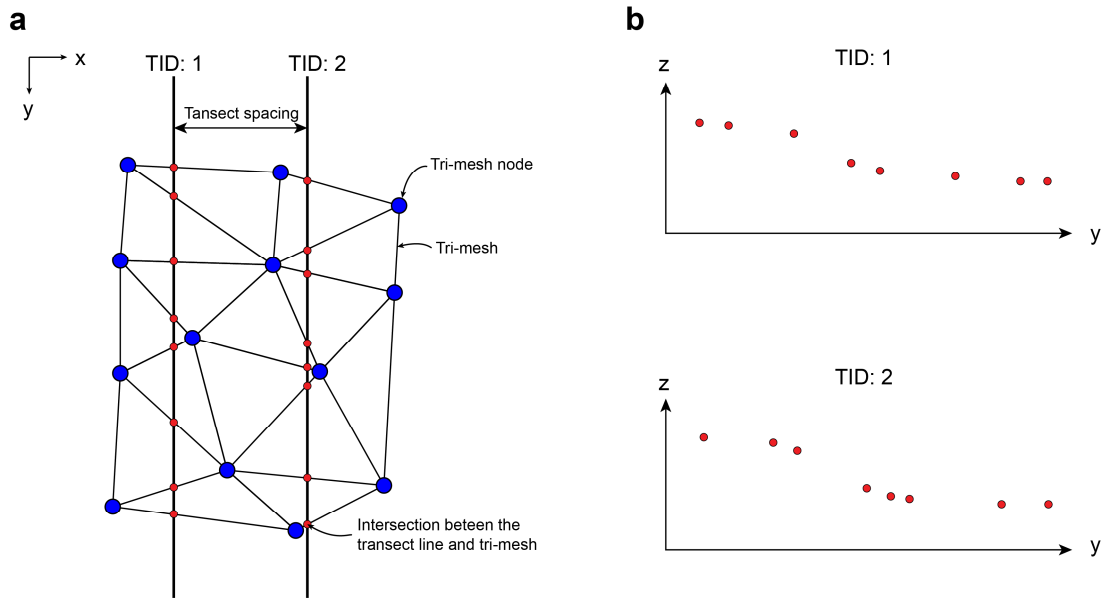 a
x
y
TID: 1
TID: 2
Tansect spacing
Tri-mesh node
Tri-mesh
Intersection beteen the
transect line and tri-mesh
b
TID: 1
z
y
TID: 2
z
y